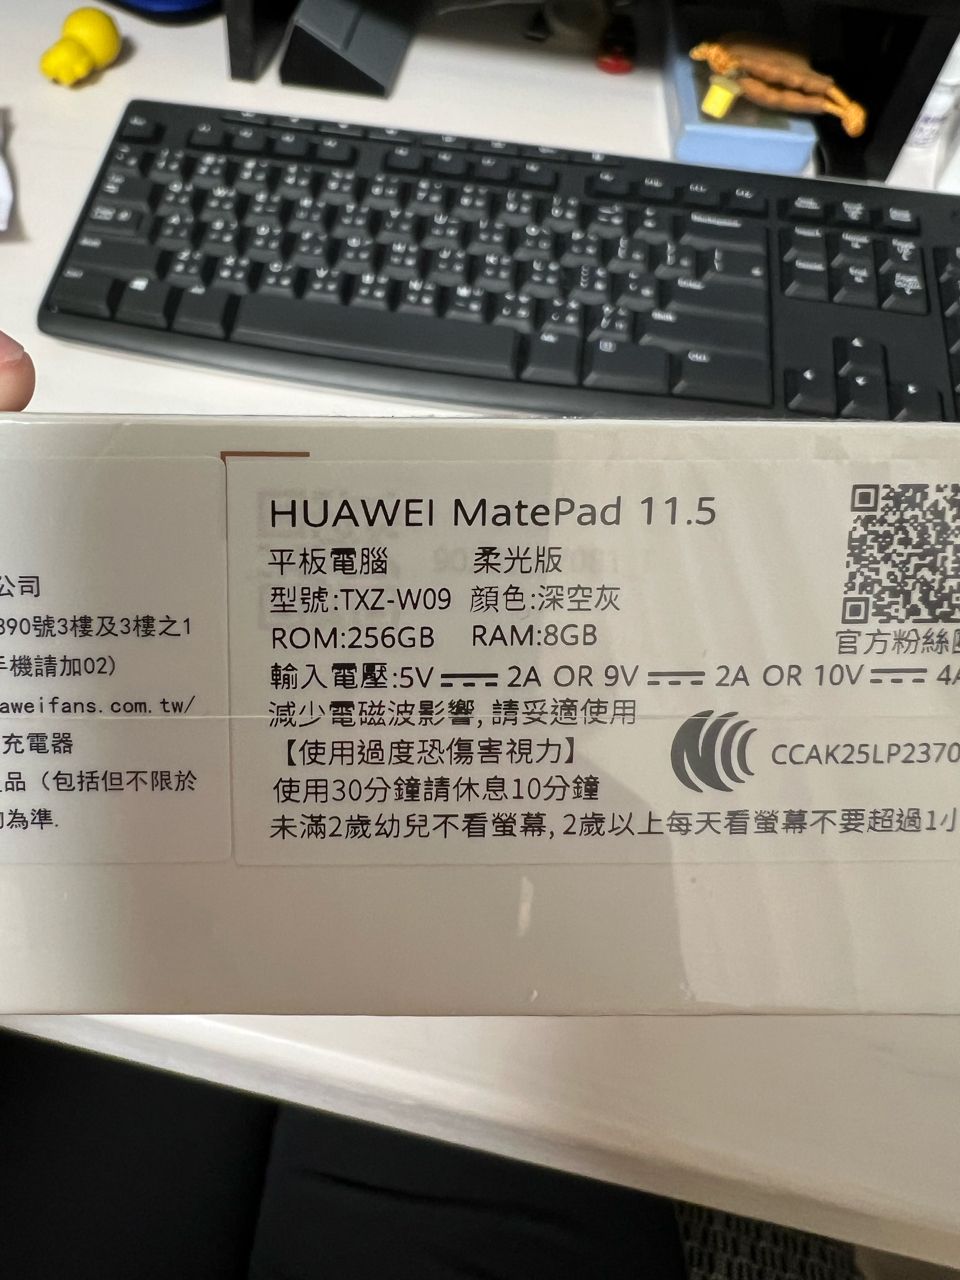 公司
390號3樓及3樓之1
手機請加02)
aweifans.com.tw/
充電器
品（包括但不限於
為準.
HUAWEI MatePad 11.5
平板電腦 柔光版
型號:TXZ-W09 顏色:深空灰
ROM:256GB RAM:8GB
輸入電壓:5V⎓2A OR 9V⎓2A OR 10V⎓4A
減少電磁波影響,請妥適使用
【使用過度恐傷害視力】
使用30分鐘請休息10分鐘
未滿2歲幼兒不看螢幕,2歲以上每天看螢幕不要超過1小
官方粉絲團
CCAK25LP2370